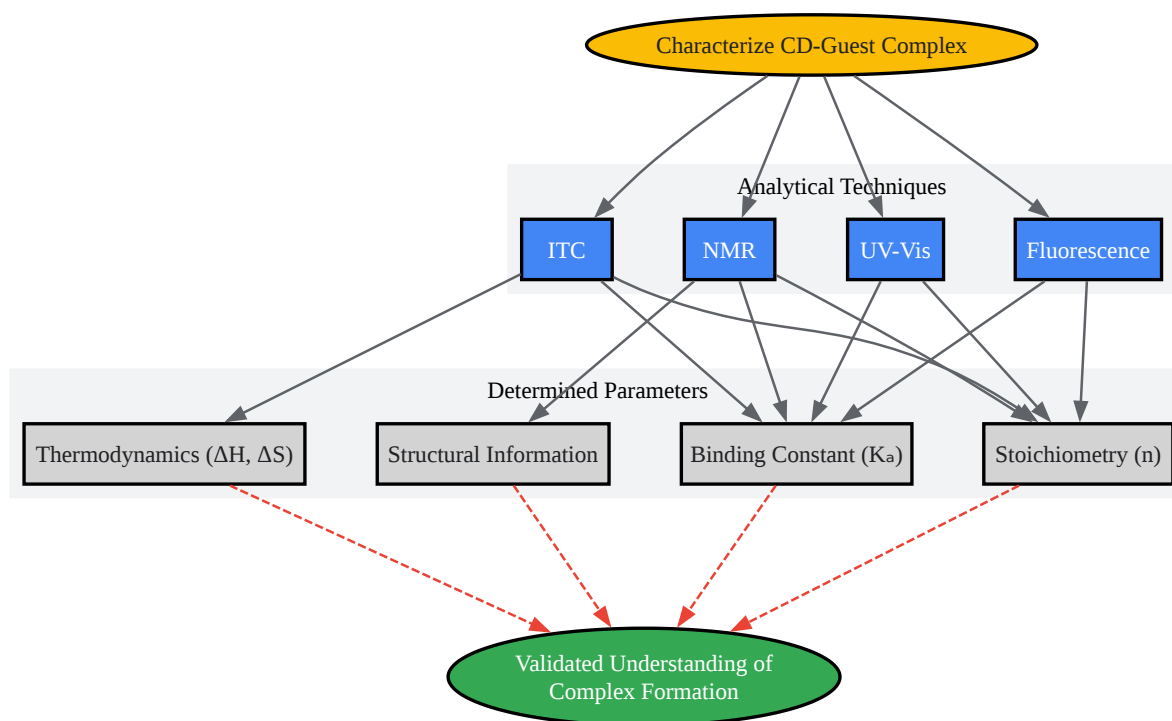 Characterize CD-Guest Complex
Analytical Techniques
ITC
NMR
UV-Vis
Fluorescence
Determined Parameters
Thermodynamics (ΔH, ΔS)
Structural Information
Binding Constant (Kₐ)
Stoichiometry (n)
Validated Understanding of
Complex Formation